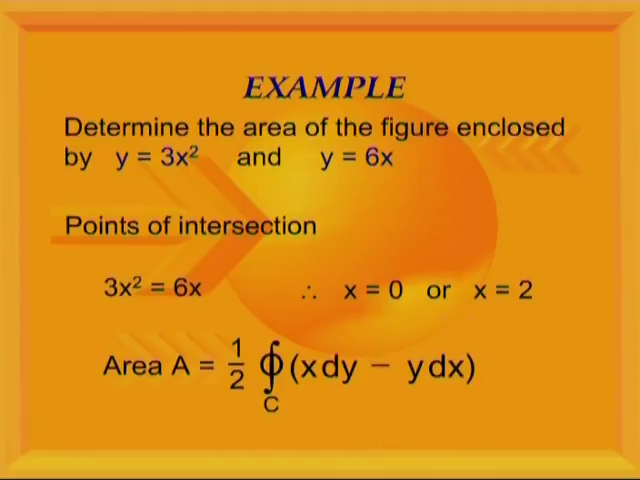 EXAMPLE
Determine the area of the figure enclosed
by y = 3x² and y = 6x
Points of intersection
3x² = 6x ∴ x = 0 or x = 2
Area A = 1/2 ∮C (x dy − y dx)